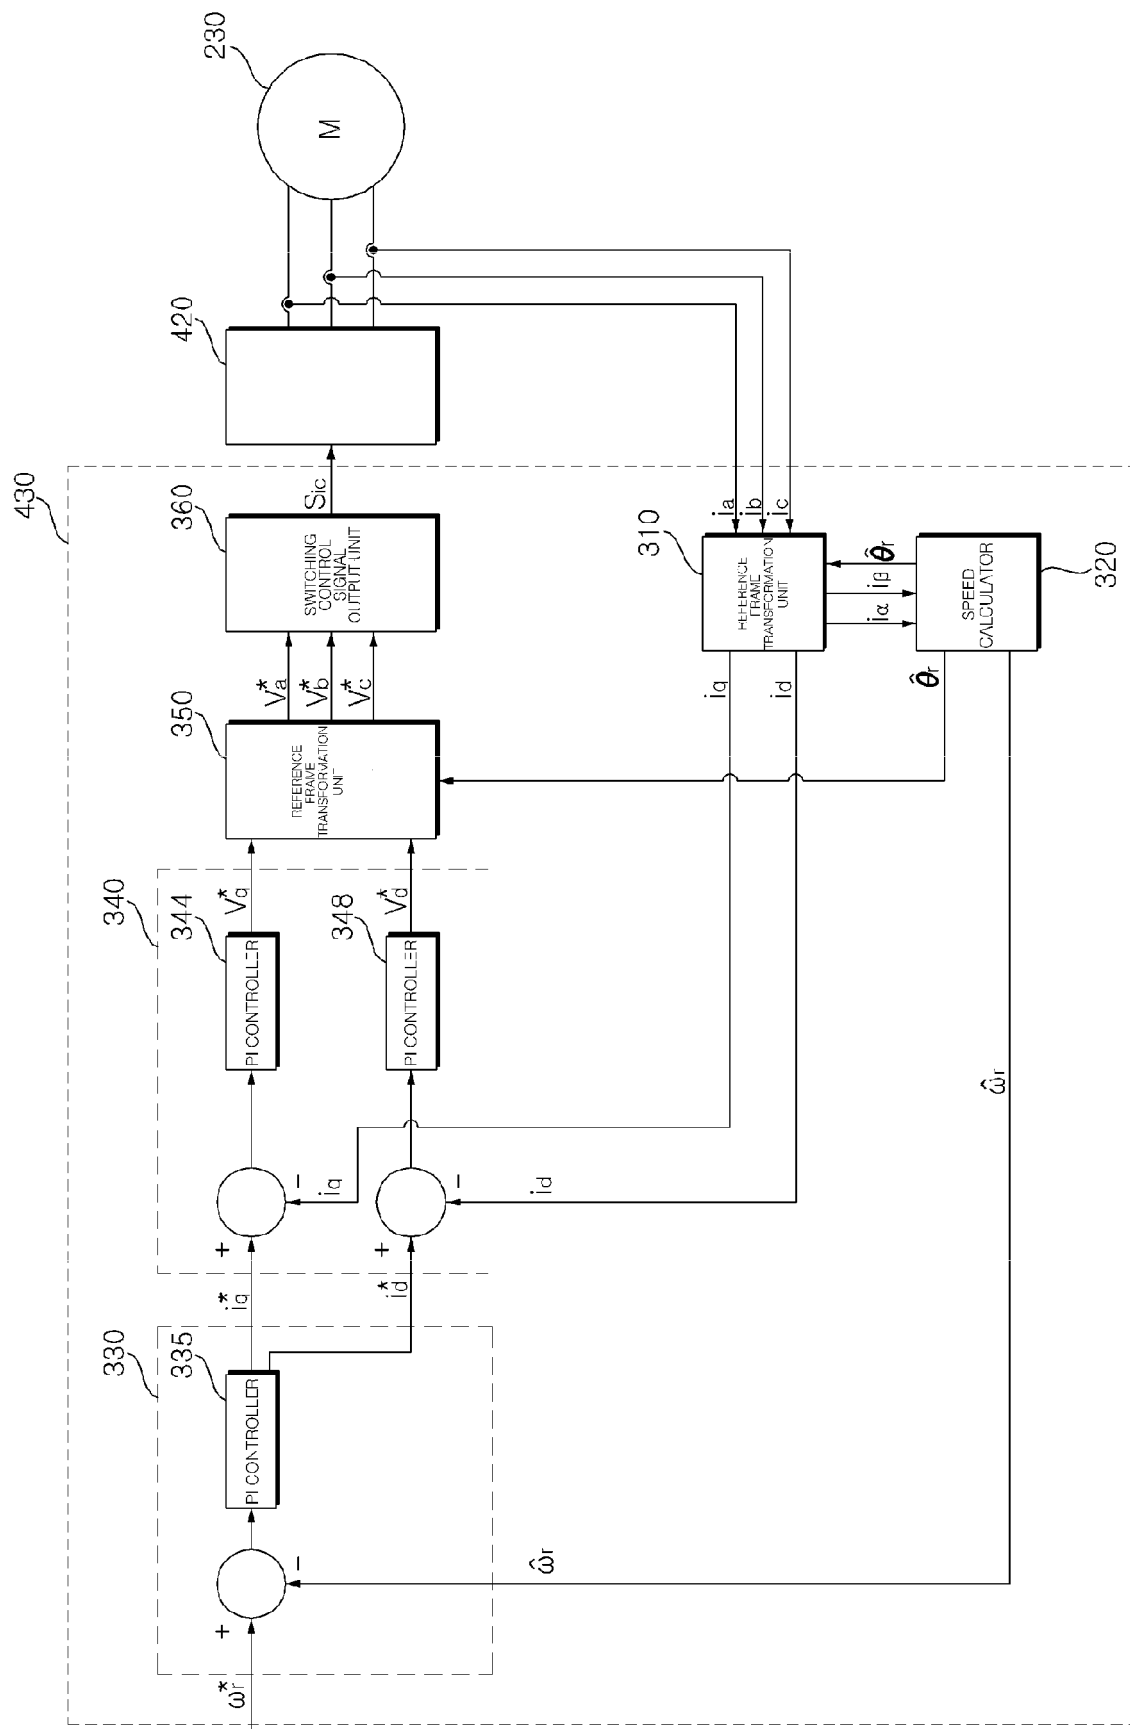 430
330
335
PI CONTROLLER
ω*r
+
−
ω̂r
i*q
i*d
340
344
PI CONTROLLER
348
PI CONTROLLER
+
−
iq
+
−
id
V*q
V*d
350
REFERENCE
FRAME
TRANSFORMATION
UNIT
V*a
V*b
V*c
360
SWITCHING
CONTROL
SIGNAL
OUTPUT UNIT
Sic
420
230
M
310
REFERENCE
FRAME
TRANSFORMATION
UNIT
ia
ib
ic
iq
id
iα
iβ
θ̂r
320
SPEED
CALCULATOR
θ̂r
ω̂r